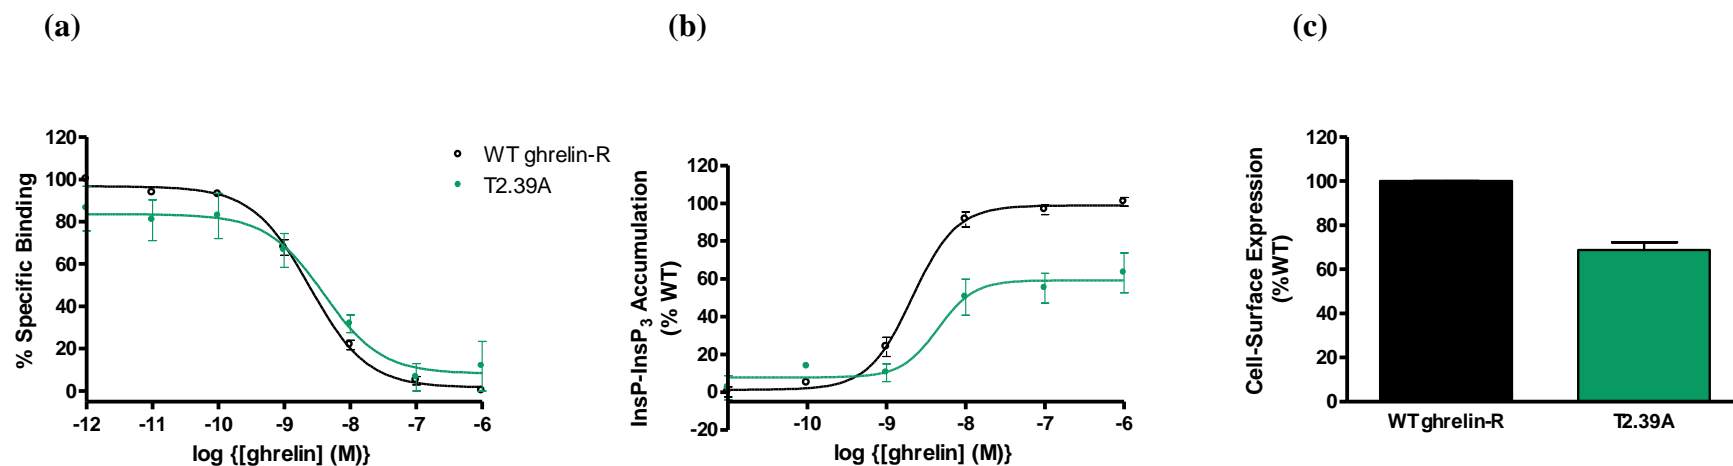 (a)
(b)
(c)
120
100
80
60
40
20
0
% Specific Binding
-12 -11 -10 -9 -8 -7 -6
log {[ghrelin] (M)}
WT ghrelin-R
T2.39A
120
100
80
60
40
20
0
-20
InsP-InsP3 Accumulation
(% WT)
-10 -9 -8 -7 -6
log {[ghrelin] (M)}
120
100
80
60
40
20
0
Cell-Surface Expression
(%WT)
WT ghrelin-R T2.39A